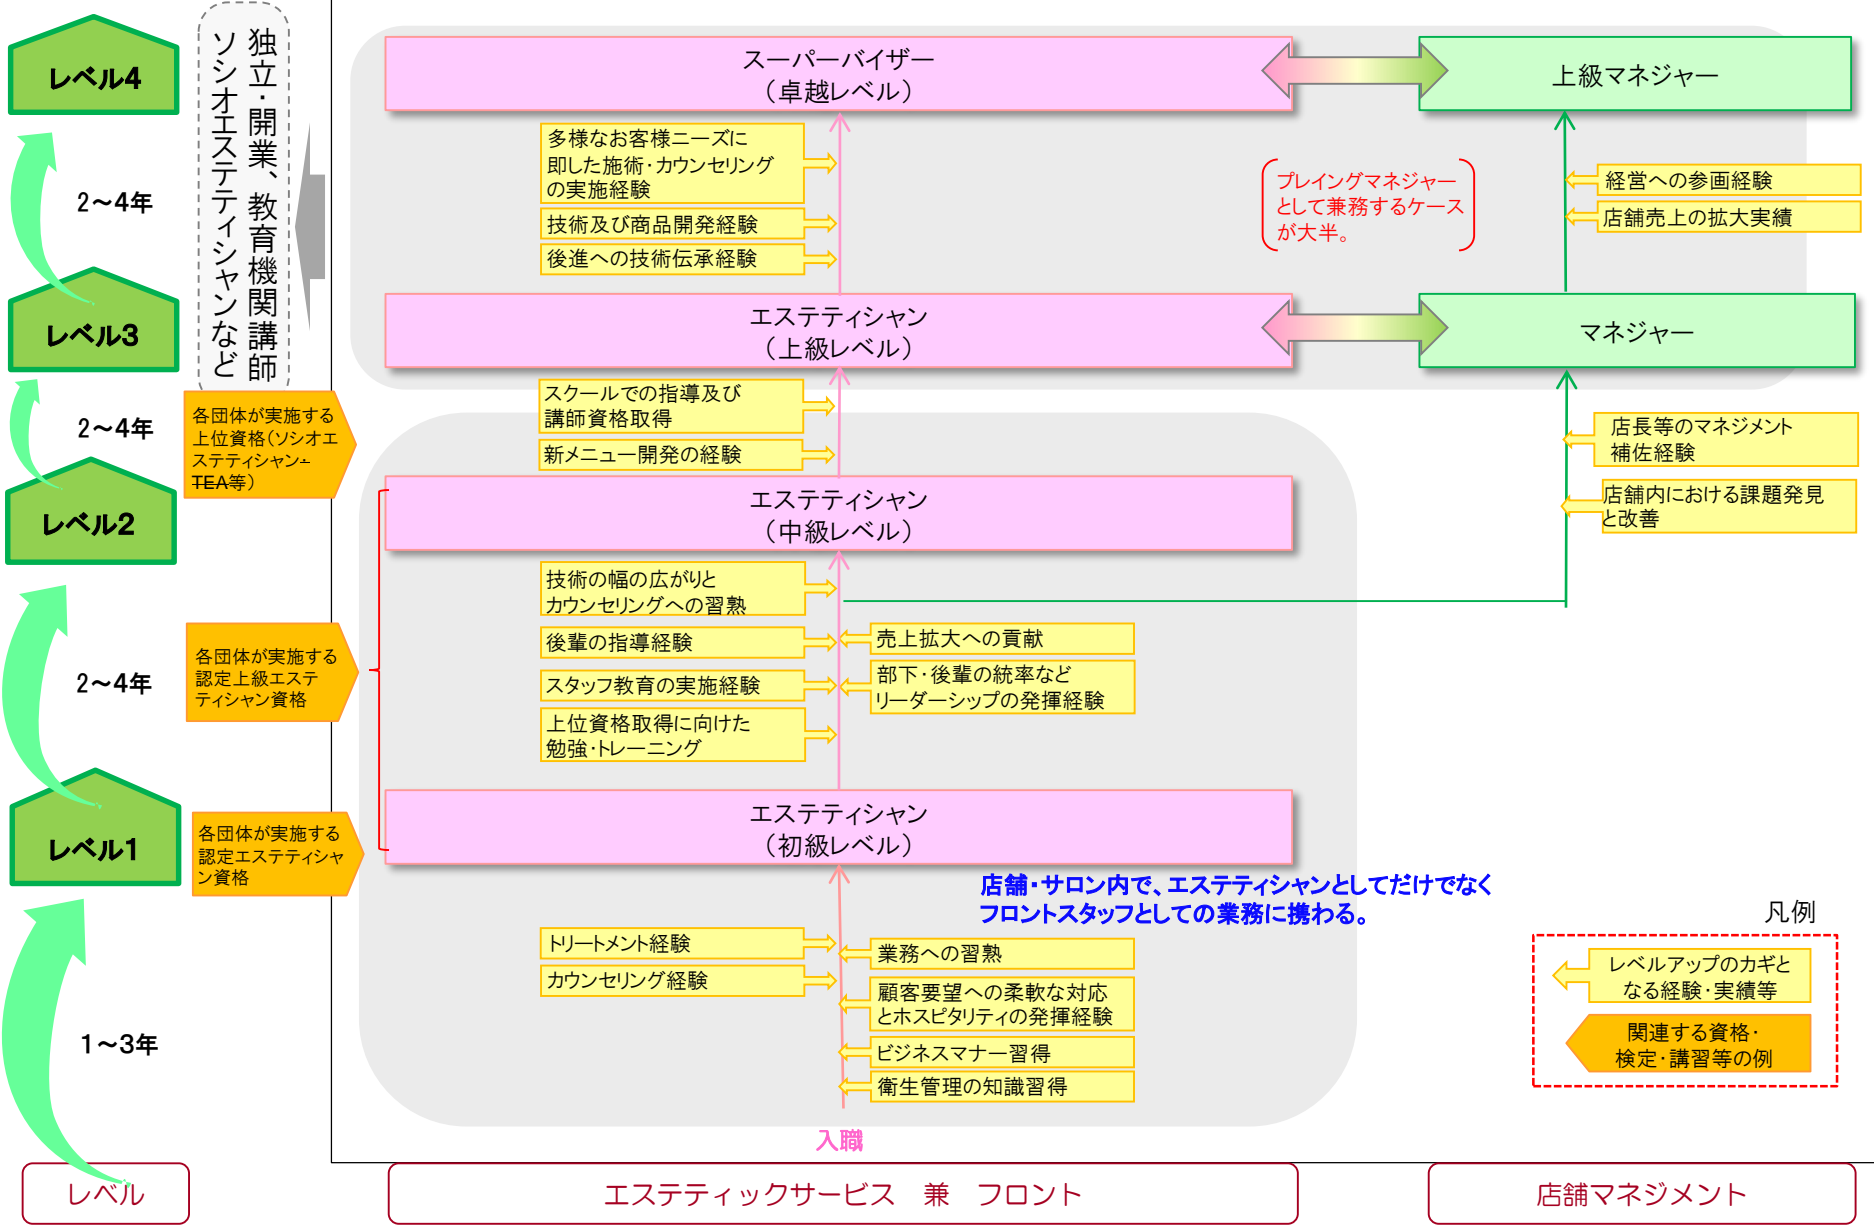 レベル4
2～4年
レベル3
2～4年
レベル2
2～4年
レベル1
1～3年
レベル
独立・開業、教育機関講師
ソシオエステティシャンなど
各団体が実施する
上位資格（ソシオエ
ステティシャン－
TEA等）
各団体が実施する
認定上級エステ
ティシャン資格
各団体が実施する
認定エステティシャ
ン資格
スーパーバイザー
（卓越レベル）
多様なお客様ニーズに
即した施術・カウンセリング
の実施経験
技術及び商品開発経験
後進への技術伝承経験
エステティシャン
（上級レベル）
スクールでの指導及び
講師資格取得
新メニュー開発の経験
エステティシャン
（中級レベル）
技術の幅の広がりと
カウンセリングへの習熟
後輩の指導経験
スタッフ教育の実施経験
上位資格取得に向けた
勉強・トレーニング
売上拡大への貢献
部下・後輩の統率など
リーダーシップの発揮経験
エステティシャン
（初級レベル）
店舗・サロン内で、エステティシャンとしてだけでなく
フロントスタッフとしての業務に携わる。
トリートメント経験
カウンセリング経験
業務への習熟
顧客要望への柔軟な対応
とホスピタリティの発揮経験
ビジネスマナー習得
衛生管理の知識習得
入職
エステティックサービス　兼　フロント
上級マネジャー
プレイングマネジャー
として兼務するケース
が大半。
経営への参画経験
店舗売上の拡大実績
マネジャー
店長等のマネジメント
補佐経験
店舗内における課題発見
と改善
凡例
レベルアップのカギと
なる経験・実績等
関連する資格・
検定・講習等の例
店舗マネジメント